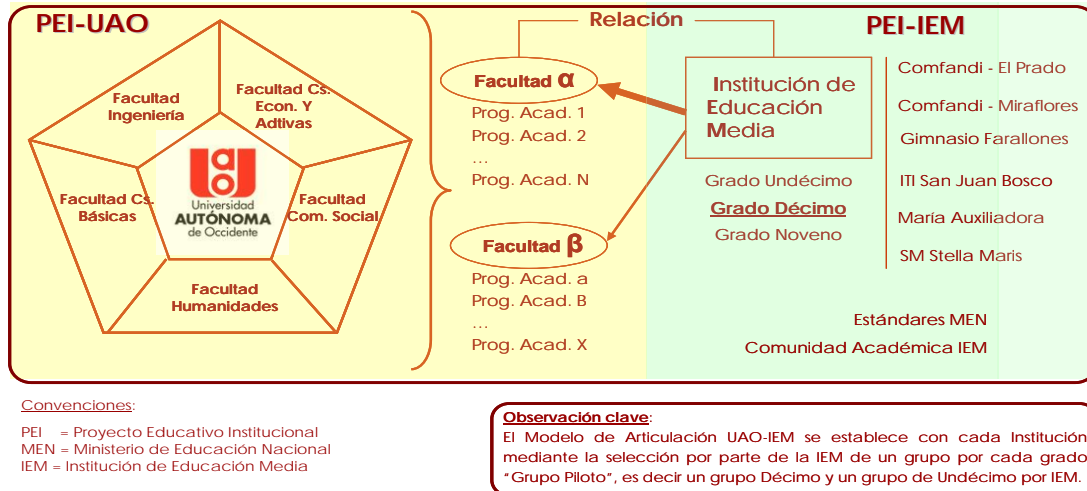 PEI-UAO
Facultad
Ingeniería
Facultad Cs.
Econ. Y
Adtivas
Facultad Cs.
Básicas
Universidad
AUTÓNOMA
de Occidente
Facultad
Com. Social
Facultad
Humanidades
Relación
Facultad α
Prog. Acad. 1
Prog. Acad. 2
...
Prog. Acad. N
Facultad β
Prog. Acad. a
Prog. Acad. B
...
Prog. Acad. X
PEI-IEM
Institución de
Educación
Media
Grado Undécimo
Grado Décimo
Grado Noveno
Comfandi - El Prado
Comfandi - Miraflores
Gimnasio Farallones
ITI San Juan Bosco
María Auxiliadora
SM Stella Maris
Estándares MEN
Comunidad Académica IEM
Convenciones:
PEI = Proyecto Educativo Institucional
MEN = Ministerio de Educación Nacional
IEM = Institución de Educación Media
Observación clave:
El Modelo de Articulación UAO-IEM se establece con cada Institución
mediante la selección por parte de la IEM de un grupo por cada grado
"Grupo Piloto", es decir un grupo Décimo y un grupo de Undécimo por IEM.